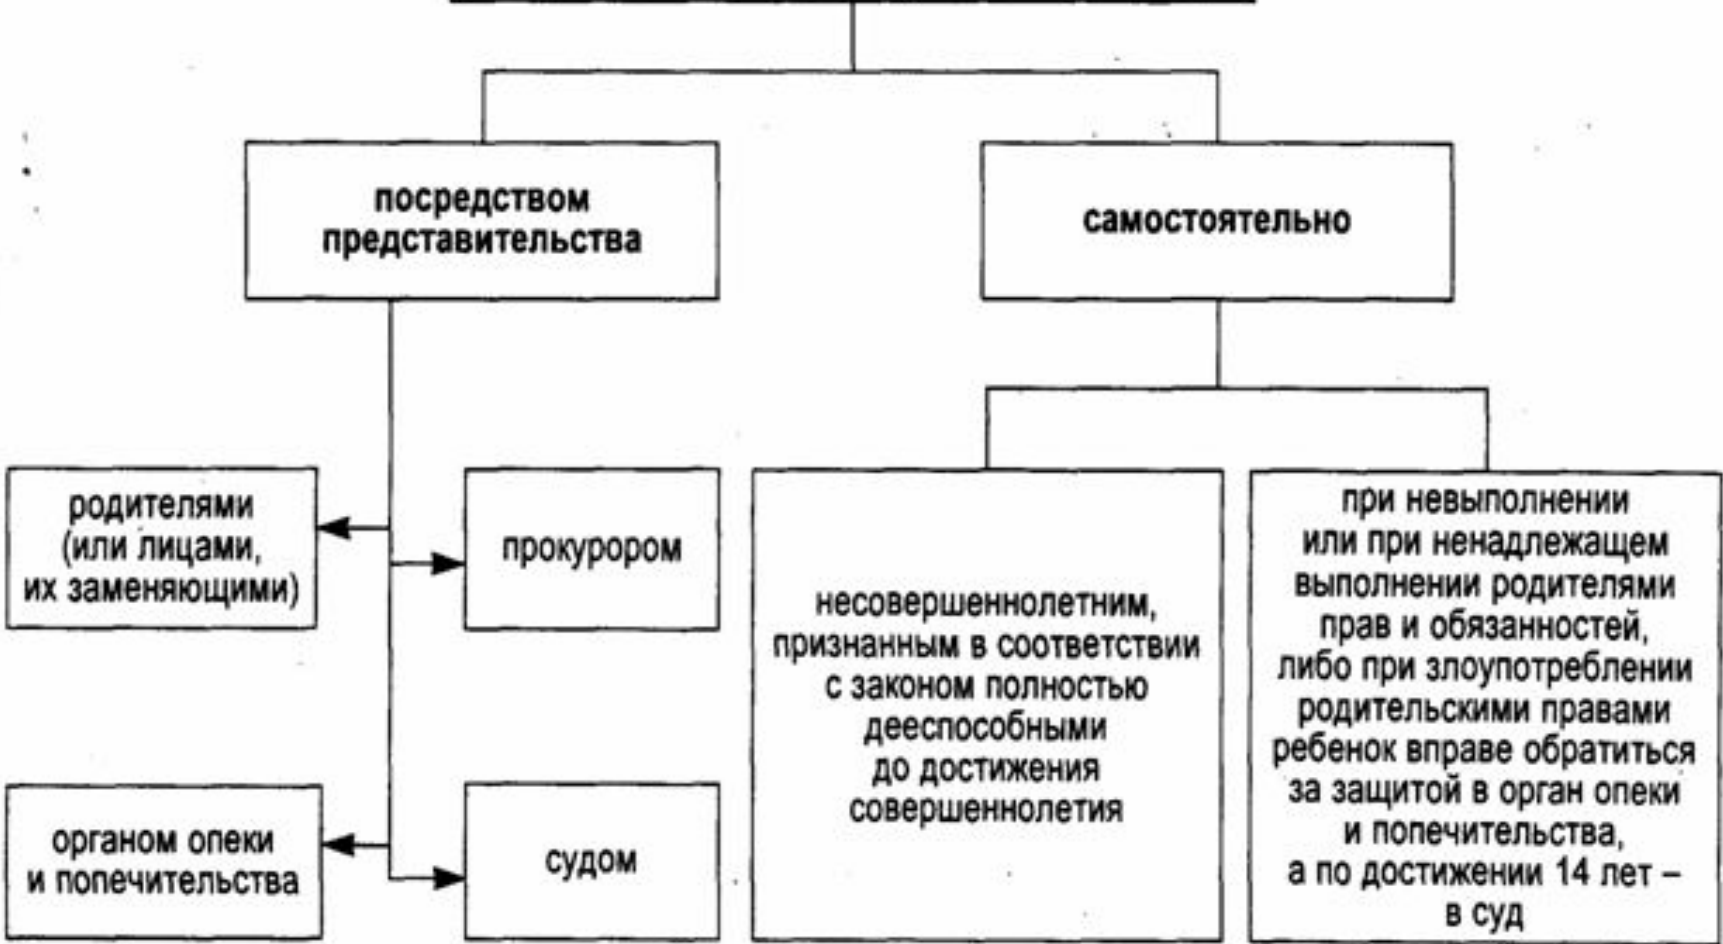 посредством
представительства
самостоятельно
родителями
(или лицами,
их заменяющими)
прокурором
органом опеки
и попечительства
судом
несовершеннолетним,
признанным в соответствии
с законом полностью
дееспособными
до достижения
совершеннолетия
при невыполнении
или при ненадлежащем
выполнении родителями
прав и обязанностей,
либо при злоупотреблении
родительскими правами
ребенок вправе обратиться
за защитой в орган опеки
и попечительства,
а по достижении 14 лет –
в суд